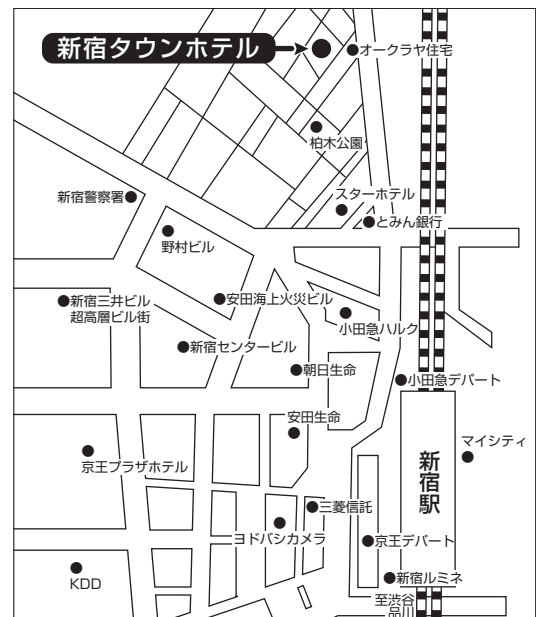 新宿タウンホテル
オークラヤ住宅
柏木公園
スターホテル
新宿警察署
とみん銀行
野村ビル
新宿三井ビル
超高層ビル街
安田海上火災ビル
小田急ハルク
新宿センタービル
朝日生命
小田急デパート
安田生命
マイシティ
京王プラザホテル
新宿駅
三菱信託
ヨドバシカメラ
京王デパート
KDD
新宿ルミネ
至渋谷
品川